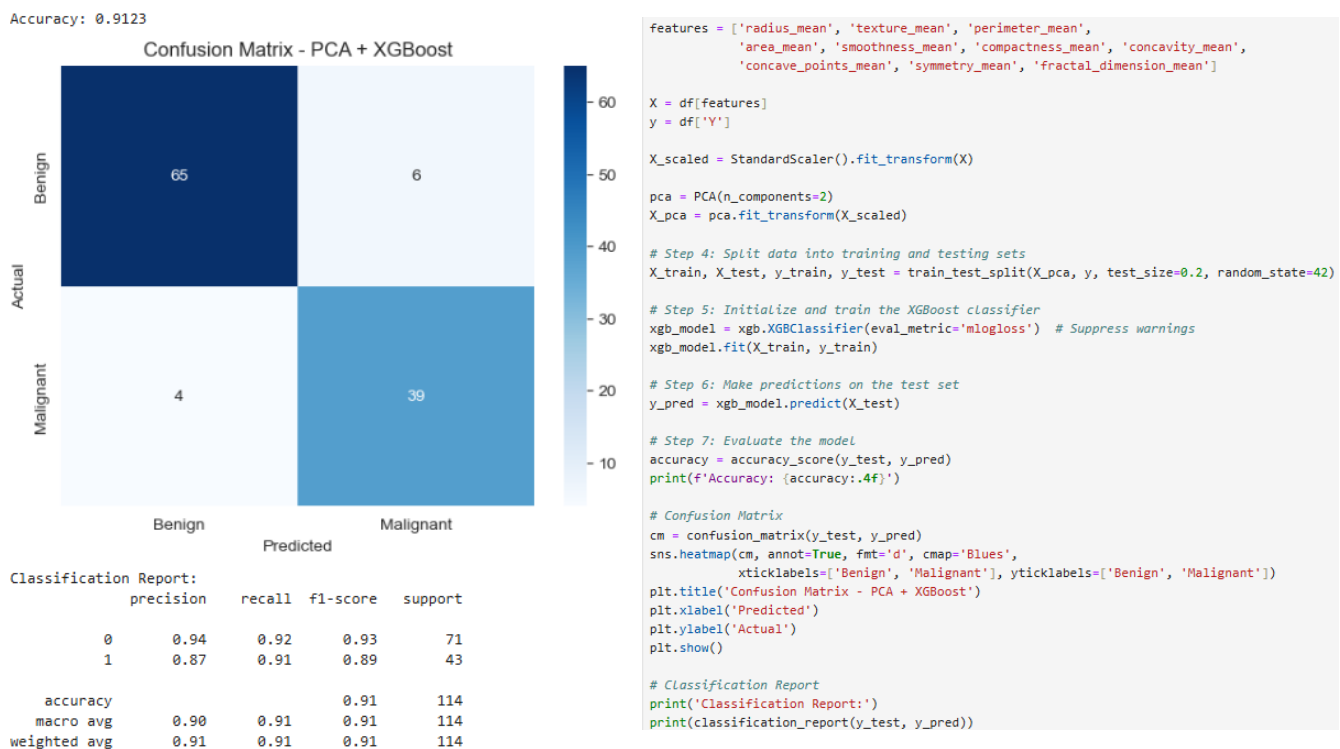 Accuracy: 0.9123
Confusion Matrix - PCA + XGBoost
Actual
Benign
65 6
Malignant
4 39
60
50
40
30
20
10
Benign Malignant
Predicted
Classification Report:
precision recall f1-score support
0 0.94 0.92 0.93 71
1 0.87 0.91 0.89 43
accuracy 0.91 114
macro avg 0.90 0.91 0.91 114
weighted avg 0.91 0.91 0.91 114
features = ['radius_mean', 'texture_mean', 'perimeter_mean',
'area_mean', 'smoothness_mean', 'compactness_mean', 'concavity_mean',
'concave_points_mean', 'symmetry_mean', 'fractal_dimension_mean']
X = df[features]
y = df['Y']
X_scaled = StandardScaler().fit_transform(X)
pca = PCA(n_components=2)
X_pca = pca.fit_transform(X_scaled)
# Step 4: Split data into training and testing sets
X_train, X_test, y_train, y_test = train_test_split(X_pca, y, test_size=0.2, random_state=42)
# Step 5: Initialize and train the XGBoost classifier
xgb_model = xgb.XGBClassifier(eval_metric='mlogloss')  # Suppress warnings
xgb_model.fit(X_train, y_train)
# Step 6: Make predictions on the test set
y_pred = xgb_model.predict(X_test)
# Step 7: Evaluate the model
accuracy = accuracy_score(y_test, y_pred)
print(f'Accuracy: {accuracy:.4f}')
# Confusion Matrix
cm = confusion_matrix(y_test, y_pred)
sns.heatmap(cm, annot=True, fmt='d', cmap='Blues',
xticklabels=['Benign', 'Malignant'], yticklabels=['Benign', 'Malignant'])
plt.title('Confusion Matrix - PCA + XGBoost')
plt.xlabel('Predicted')
plt.ylabel('Actual')
plt.show()
# Classification Report
print('Classification Report:')
print(classification_report(y_test, y_pred))